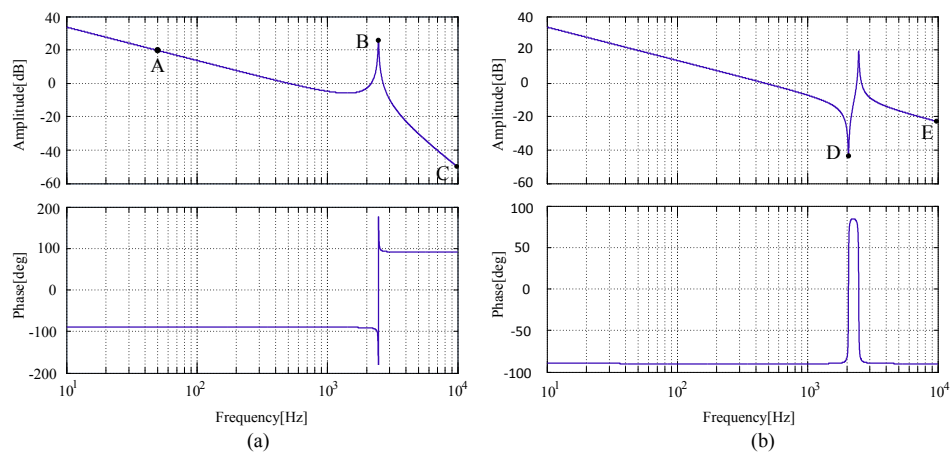 40
20
0
-20
-40
-60
Amplitude[dB]
A
B
C
200
100
0
-100
-200
Phase[deg]
10^1
10^2
10^3
10^4
Frequency[Hz]
(a)
40
20
0
-20
-40
-60
Amplitude[dB]
D
E
100
50
0
-50
-100
Phase[deg]
10^1
10^2
10^3
10^4
Frequency[Hz]
(b)